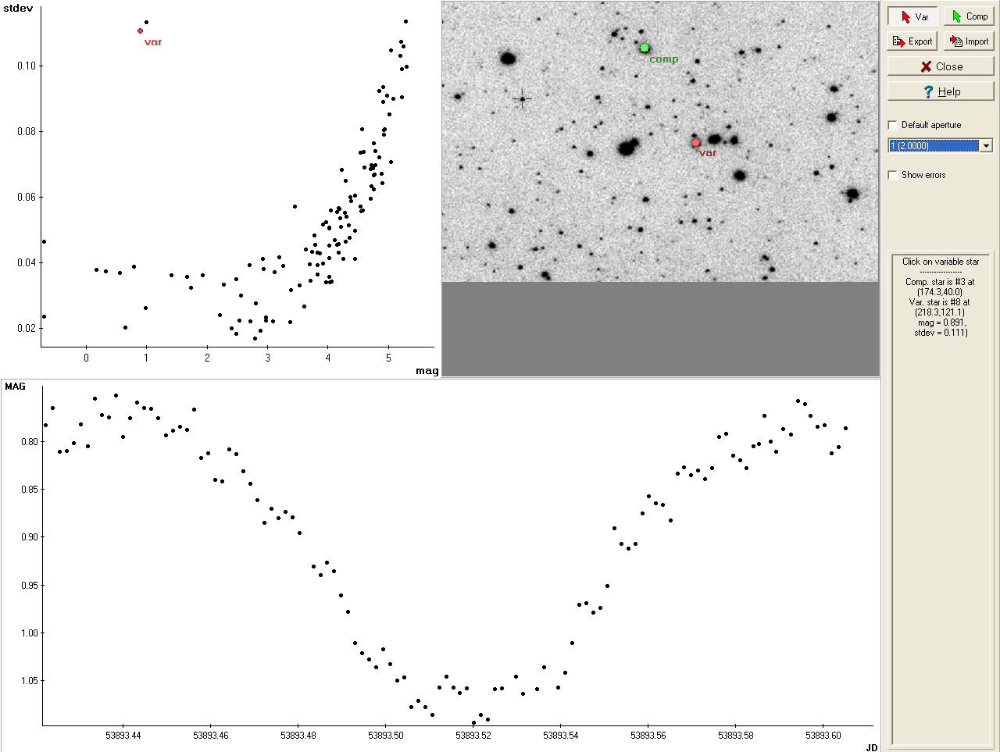 stdev
0.10
0.08
0.06
0.04
0.02
0 1 2 3 4 5
mag
var
comp
var
Var Comp
Export Import
Close
Help
Default aperture
1 (2.0000)
Show errors
Click on variable star
------------------
Comp. star is #3 at
(174.3,40.0)
Var. star is #8 at
(218.3,121.1)
mag = 0.891,
stdev = 0.111)
MAG
0.80
0.85
0.90
0.95
1.00
1.05
53893.44 53893.46 53893.48 53893.50 53893.52 53893.54 53893.56 53893.58 53893.60
JD